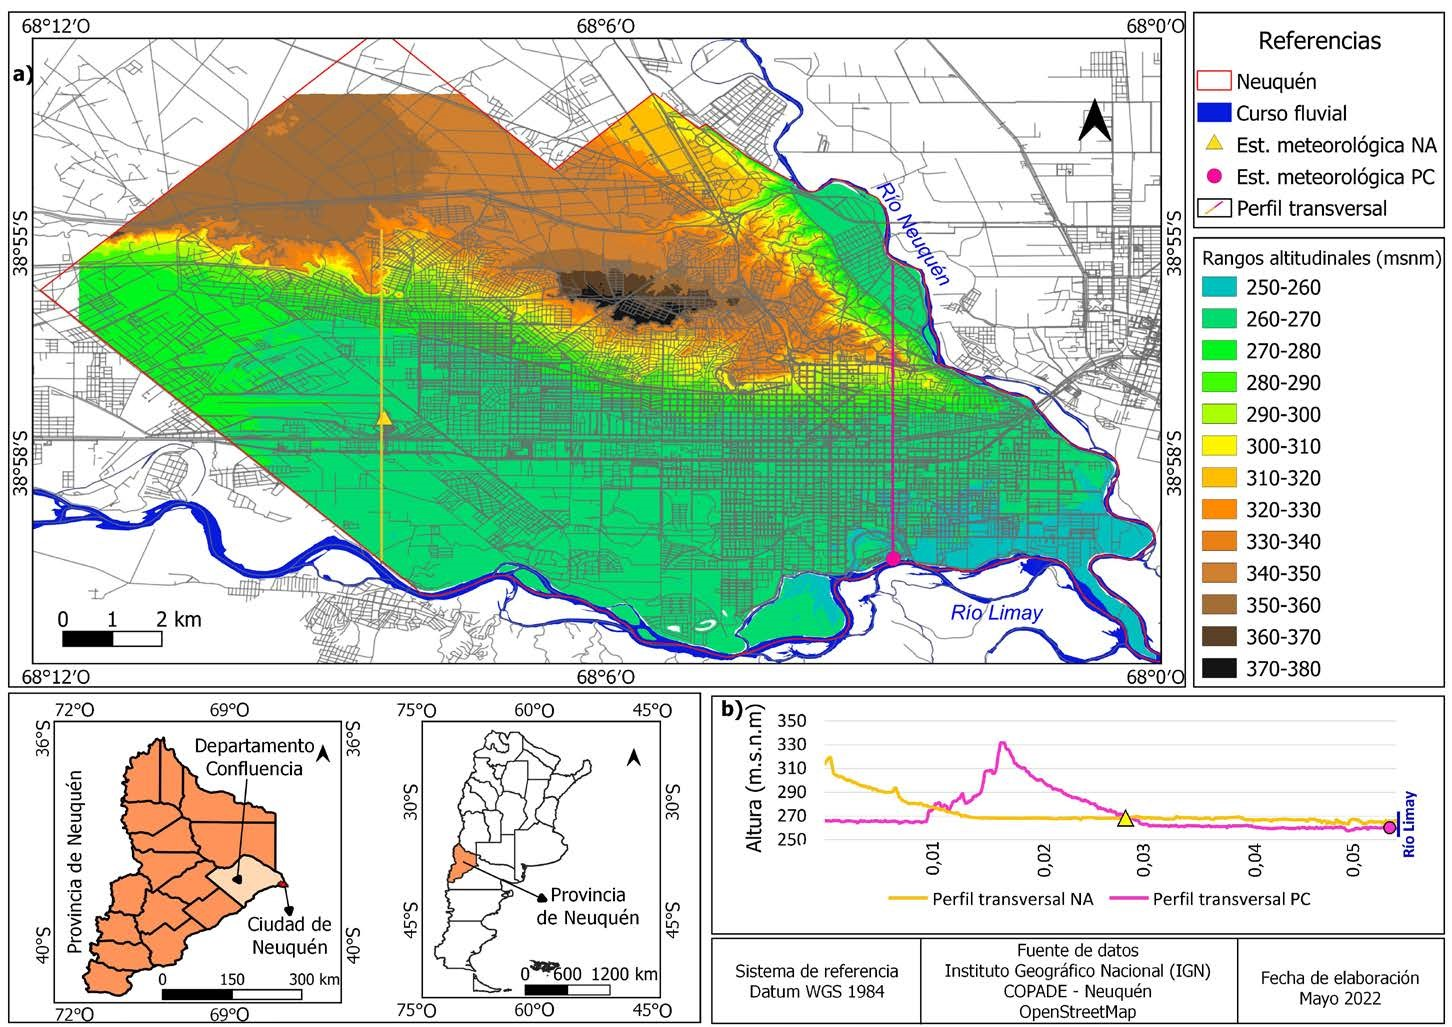 68°12'O
68°6'O
68°0'O
a)
38°55'S
38°55'S
38°58'S
38°58'S
Río Neuquén
Río Limay
0 1 2 km
68°12'O
68°6'O
68°0'O
Referencias
Neuquén
Curso fluvial
Est. meteorológica NA
Est. meteorológica PC
Perfil transversal
Rangos altitudinales (msnm)
250-260
260-270
270-280
280-290
290-300
300-310
310-320
320-330
330-340
340-350
350-360
360-370
370-380
72°O
69°O
36°S
36°S
Departamento
Confluencia
Provincia de Neuquén
Ciudad de
Neuquén
40°S
40°S
0 150 300 km
72°O
69°O
75°O
60°O
45°O
30°S
30°S
Provincia
de Neuquén
45°S
45°S
0 600 1200 km
75°O
60°O
45°O
b)
Altura (m.s.n.m)
350
330
310
290
270
250
0,01
0,02
0,03
0,04
0,05
Río Limay
Perfil transversal NA
Perfil transversal PC
Sistema de referencia
Datum WGS 1984
Fuente de datos
Instituto Geográfico Nacional (IGN)
COPADE - Neuquén
OpenStreetMap
Fecha de elaboración
Mayo 2022